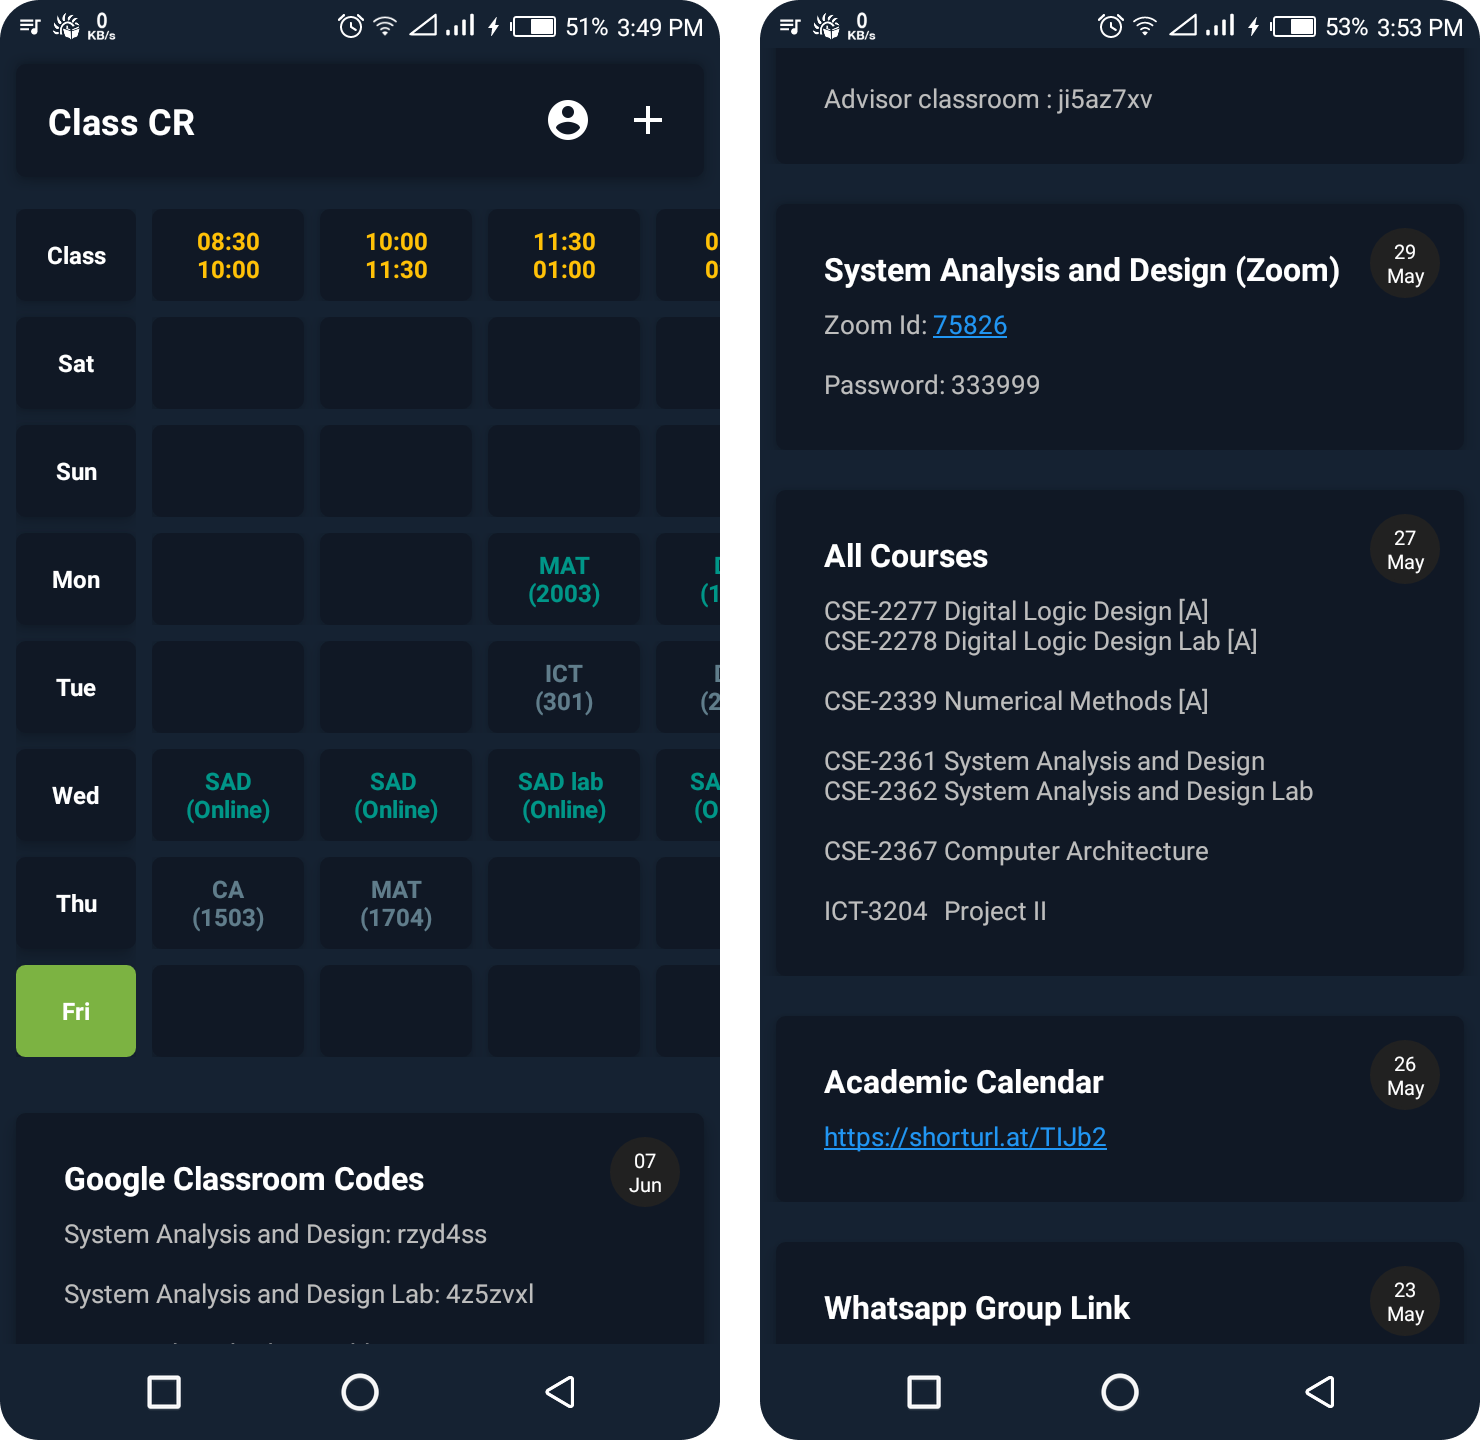 0
KB/s
51% 3:49 PM
Class CR
Class
08:30
10:00
10:00
11:30
11:30
01:00
0
0
Sat
Sun
Mon
MAT
(2003)
(1
Tue
ICT
(301)
(2
Wed
SAD
(Online)
SAD
(Online)
SAD lab
(Online)
SA
(O
Thu
CA
(1503)
MAT
(1704)
Fri
07
Jun
Google Classroom Codes
System Analysis and Design: rzyd4ss
System Analysis and Design Lab: 4z5zvxl
0
KB/s
53% 3:53 PM
Advisor classroom : ji5az7xv
29
May
System Analysis and Design (Zoom)
Zoom Id: 75826
Password: 333999
27
May
All Courses
CSE-2277 Digital Logic Design [A]
CSE-2278 Digital Logic Design Lab [A]
CSE-2339 Numerical Methods [A]
CSE-2361 System Analysis and Design
CSE-2362 System Analysis and Design Lab
CSE-2367 Computer Architecture
ICT-3204 Project II
26
May
Academic Calendar
https://shorturl.at/TIJb2
23
May
Whatsapp Group Link